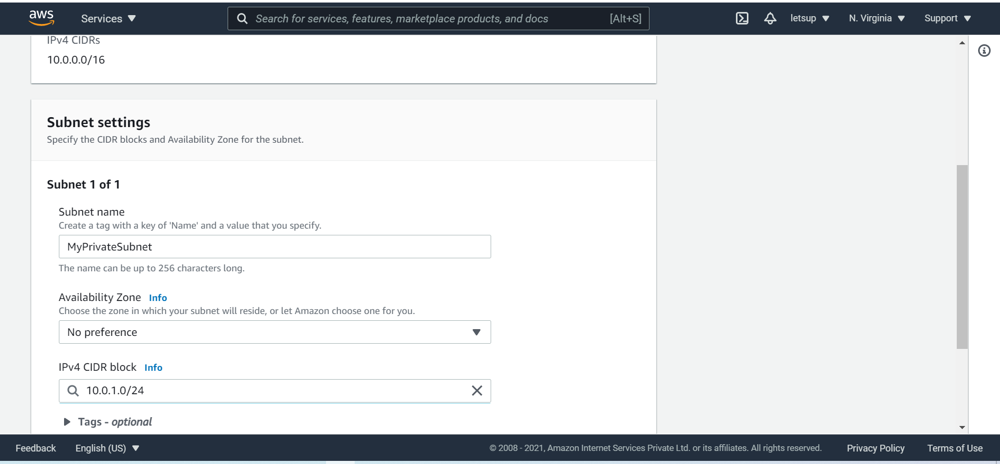 aws
Services
Search for services, features, marketplace products, and docs
[Alt+S]
letsup
N. Virginia
Support
IPv4 CIDRs
10.0.0.0/16
Subnet settings
Specify the CIDR blocks and Availability Zone for the subnet.
Subnet 1 of 1
Subnet name
Create a tag with a key of 'Name' and a value that you specify.
MyPrivateSubnet
The name can be up to 256 characters long.
Availability Zone Info
Choose the zone in which your subnet will reside, or let Amazon choose one for you.
No preference
IPv4 CIDR block Info
10.0.1.0/24
Tags - optional
Feedback
English (US)
© 2008 - 2021, Amazon Internet Services Private Ltd. or its affiliates. All rights reserved.
Privacy Policy
Terms of Use